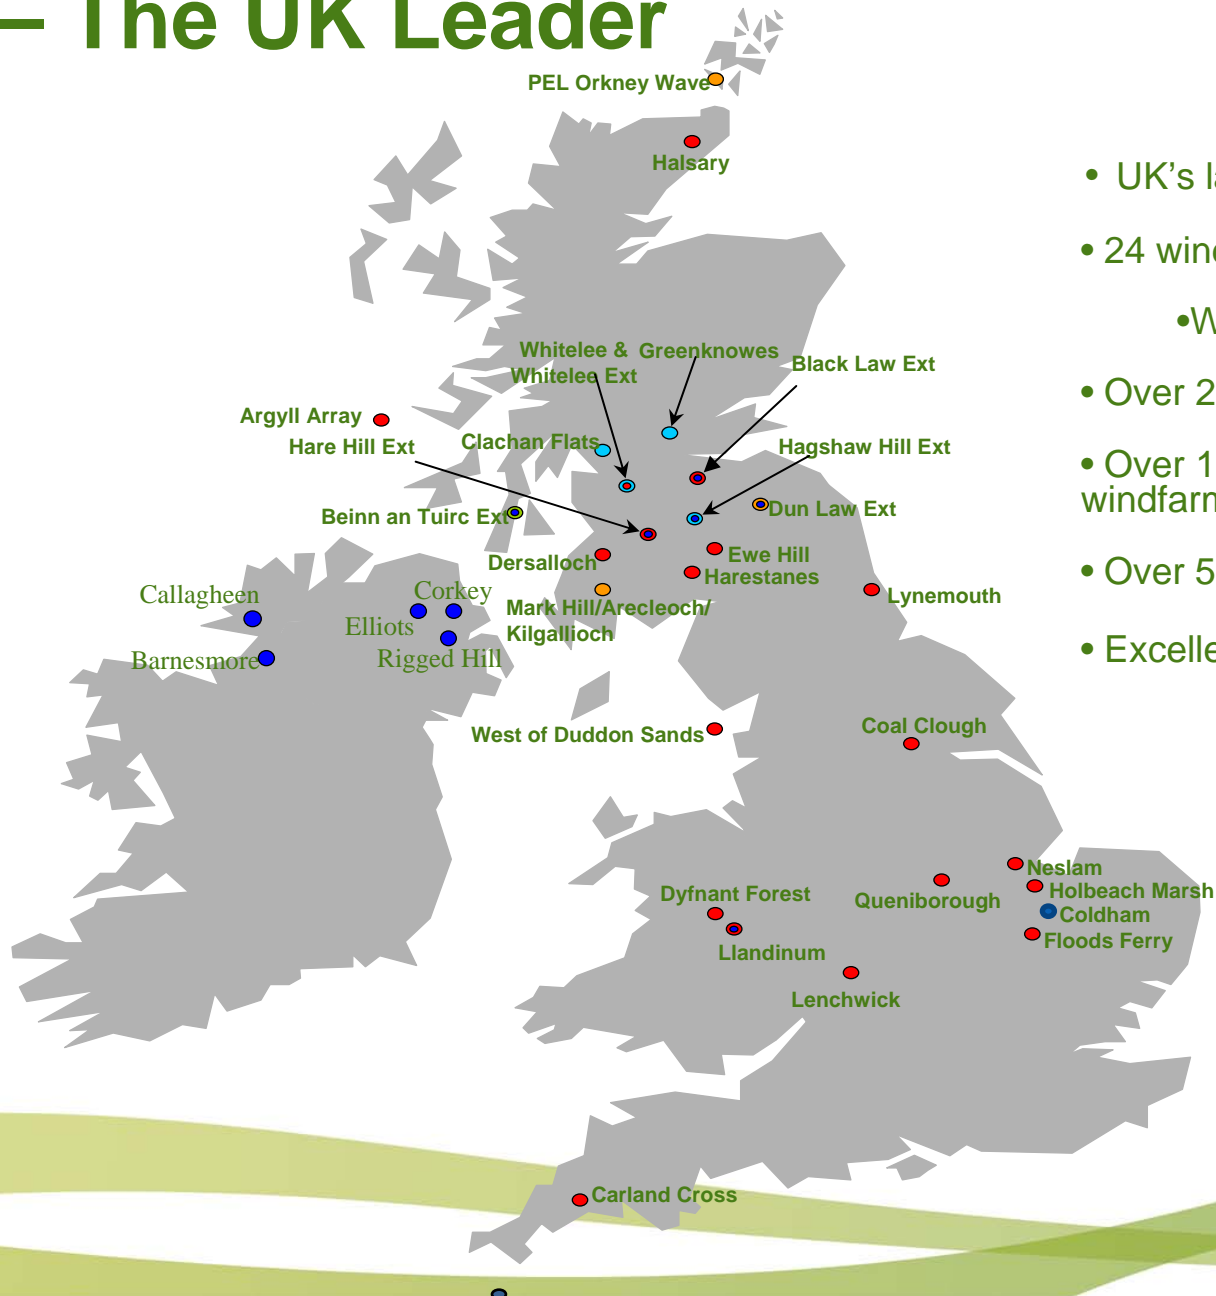 – The UK Leader
PEL Orkney Wave
Halsary
• UK's la
• 24 wind
•W
• Over 2
• Over 1
windfarm
• Over 5
• Excelle
Whitelee &
Whitelee Ext
Greenknowes
Black Law Ext
Argyll Array
Hare Hill Ext
Clachan Flats
Hagshaw Hill Ext
Beinn an Tuirc Ext
Dun Law Ext
Dersalloch
Ewe Hill
Harestanes
Callagheen
Corkey
Elliots
Mark Hill/Arecleoch/
Kilgallioch
Lynemouth
Barnesmore
Rigged Hill
West of Duddon Sands
Coal Clough
Neslam
Holbeach Marsh
Dyfnant Forest
Queniborough
Coldham
Floods Ferry
Llandinum
Lenchwick
Carland Cross